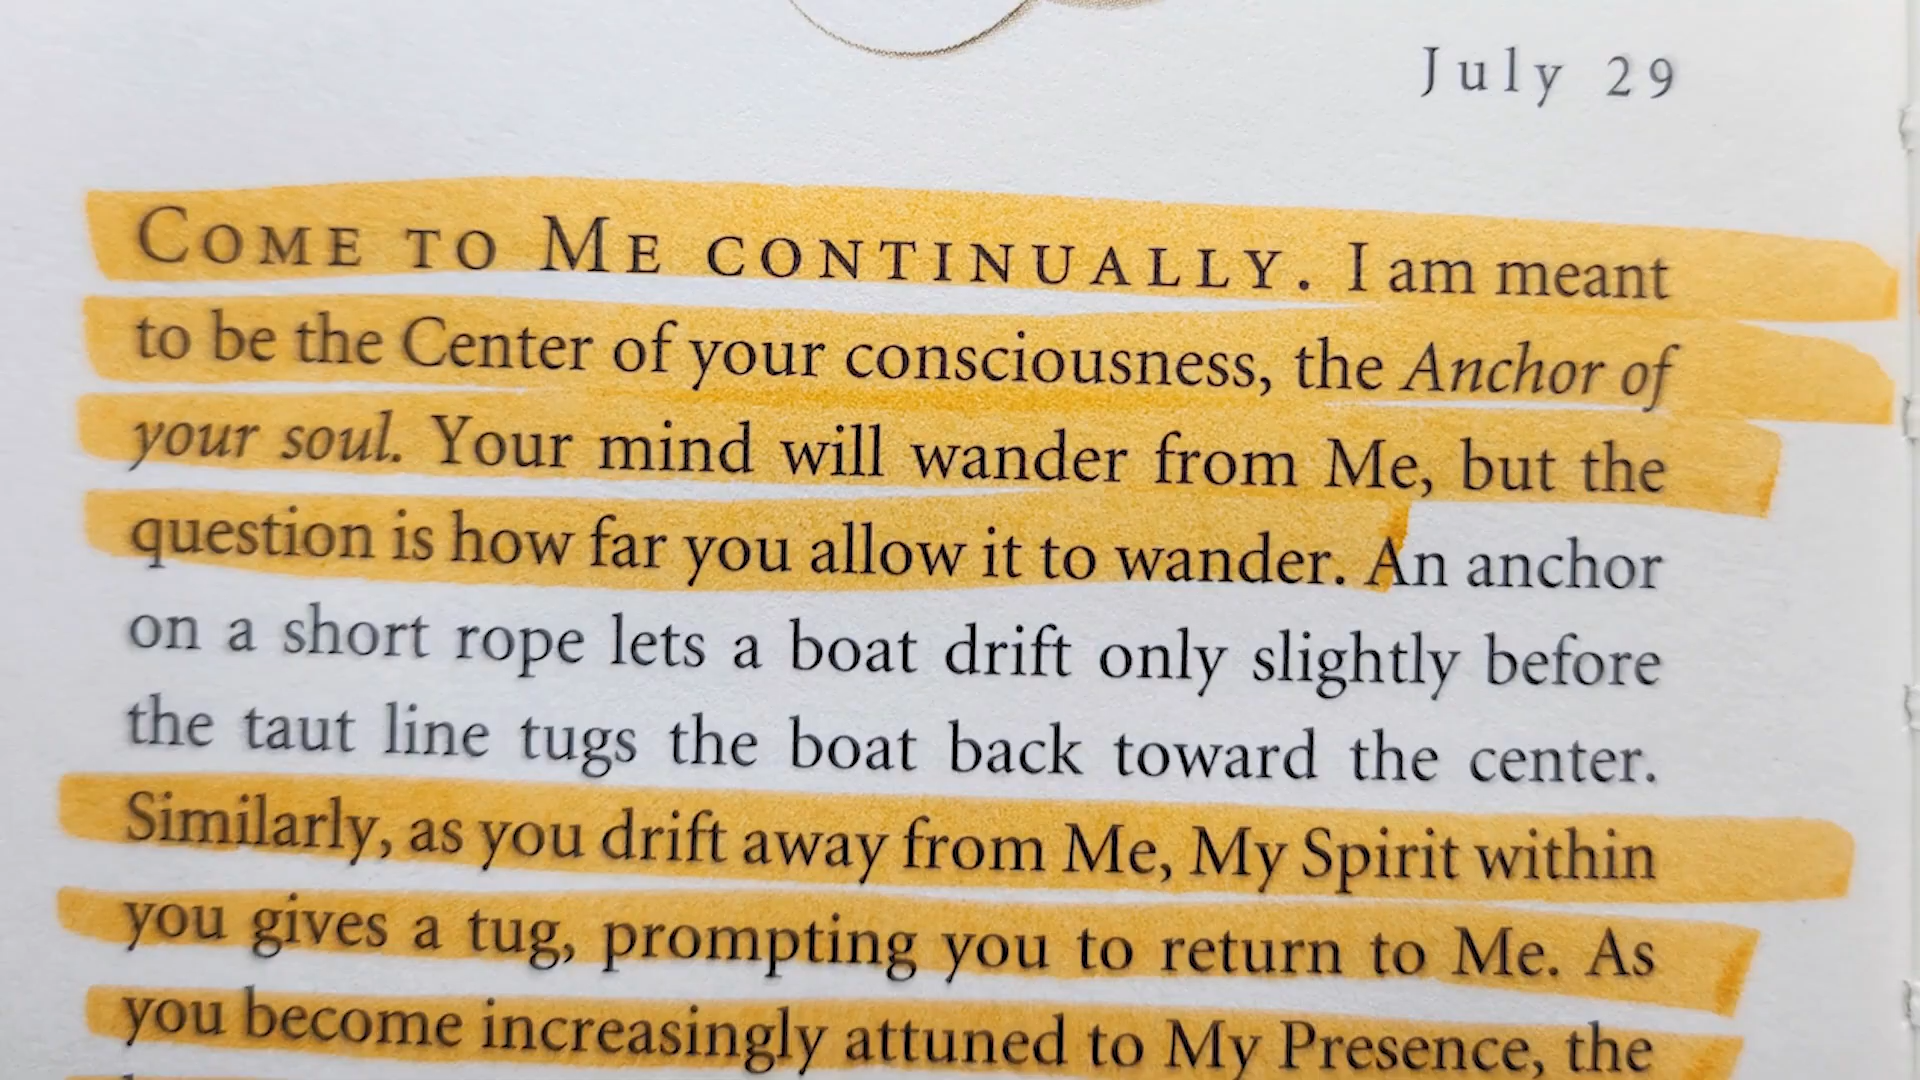 July 29
COME TO ME CONTINUALLY. I am meant
to be the Center of your consciousness, the Anchor of
your soul. Your mind will wander from Me, but the
question is how far you allow it to wander. An anchor
on a short rope lets a boat drift only slightly before
the taut line tugs the boat back toward the center.
Similarly, as you drift away from Me, My Spirit within
you gives a tug, prompting you to return to Me. As
you become increasingly attuned to My Presence, the